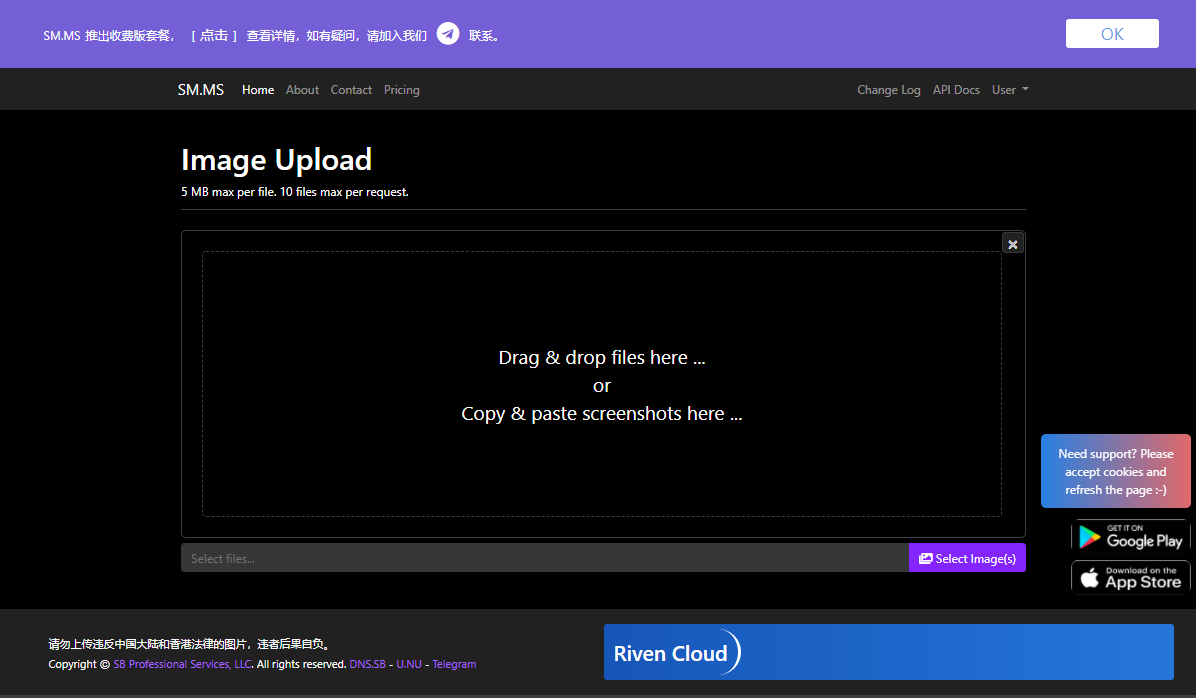 SM.MS 推出收费版套餐， [ 点击 ] 查看详情，如有疑问，请加入我们 联系。
OK
SM.MS Home About Contact Pricing Change Log API Docs User
Image Upload
5 MB max per file. 10 files max per request.
Drag & drop files here ...
or
Copy & paste screenshots here ...
Need support? Please
accept cookies and
refresh the page :-)
GET IT ON
Google Play
Download on the
App Store
Select files...
Select Image(s)
请勿上传违反中国大陆和香港法律的图片，违者后果自负。
Copyright © SB Professional Services, LLC. All rights reserved. DNS.SB - U.NU - Telegram
Riven Cloud